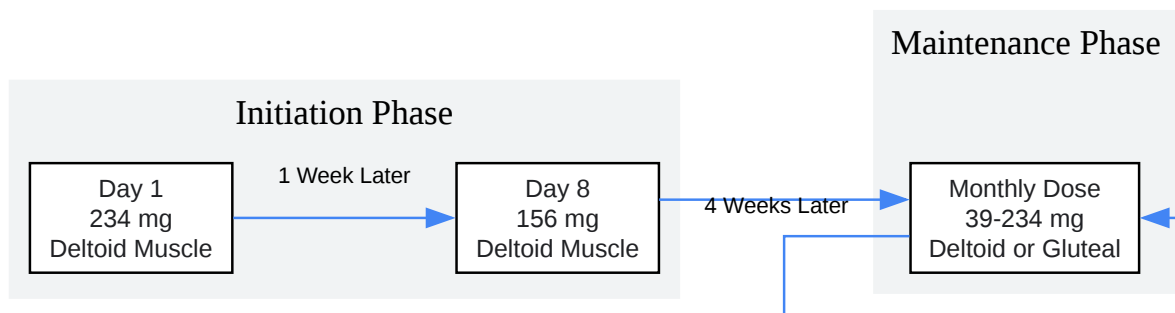 Maintenance Phase
Initiation Phase
Day 1
234 mg
Deltoid Muscle
1 Week Later
Day 8
156 mg
Deltoid Muscle
4 Weeks Later
Monthly Dose
39-234 mg
Deltoid or Gluteal